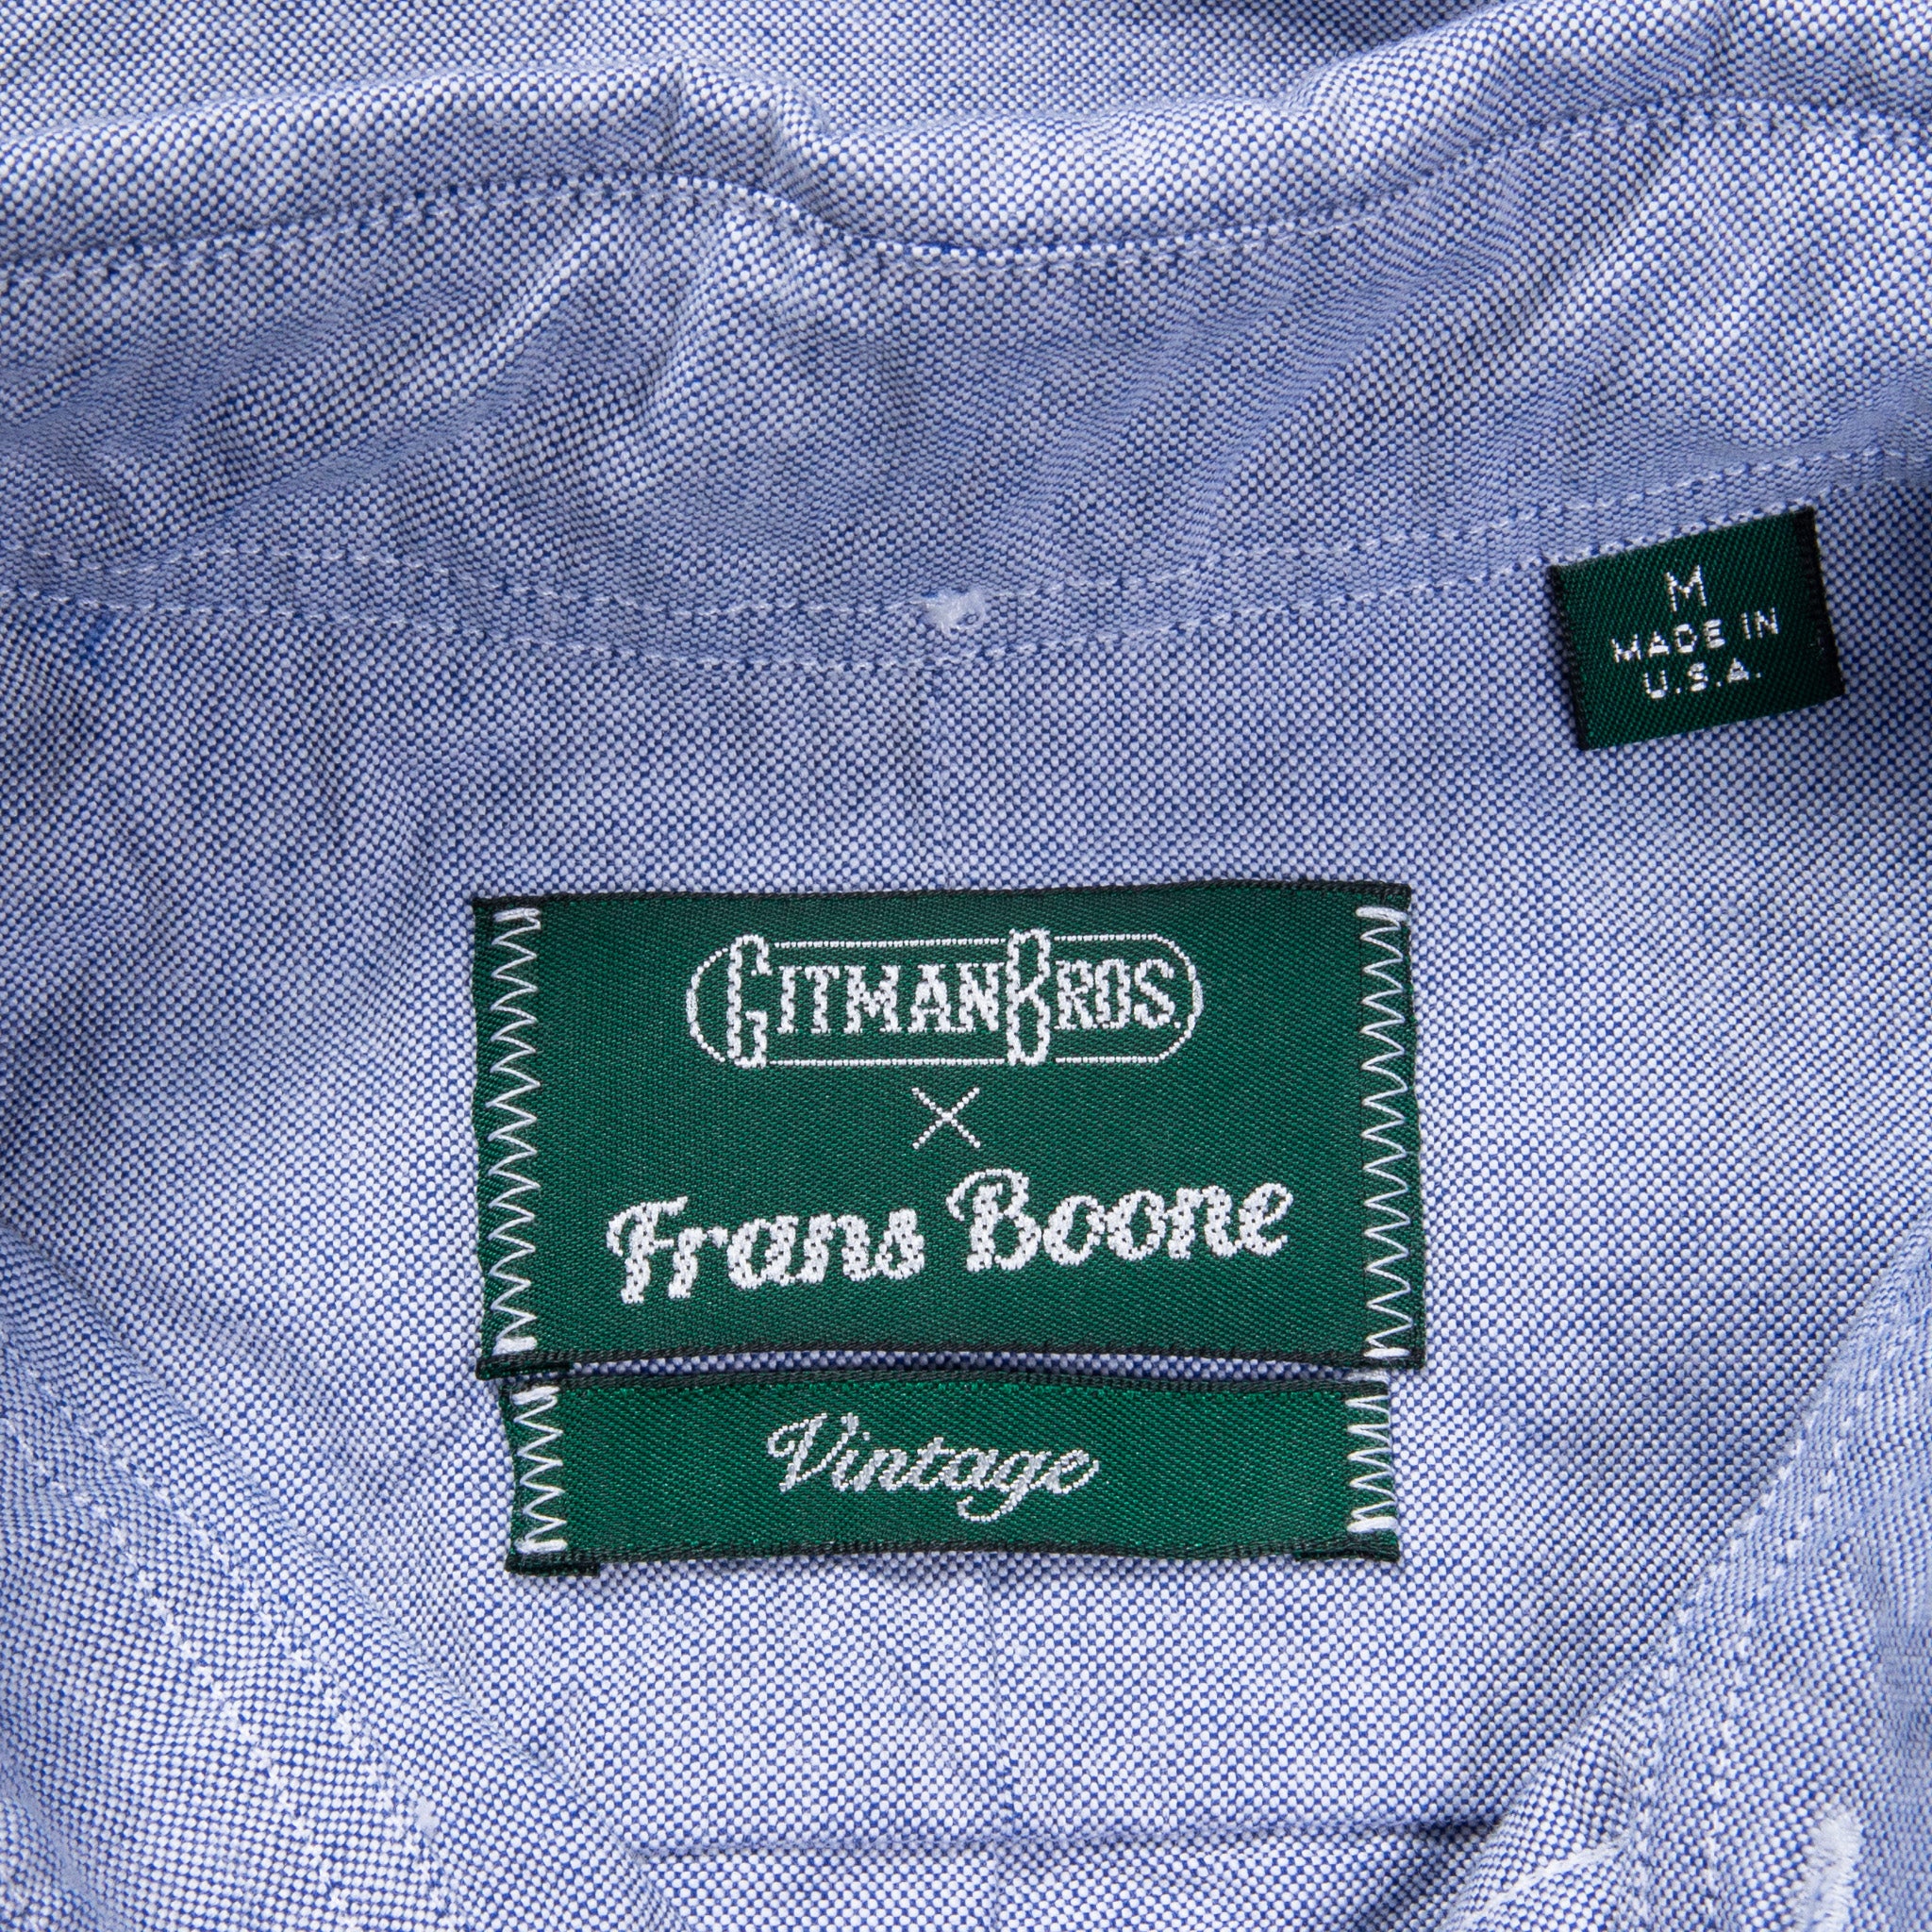 M
MADE IN
U.S.A.
GITMAN BROS
×
Frans Boone
Vintage